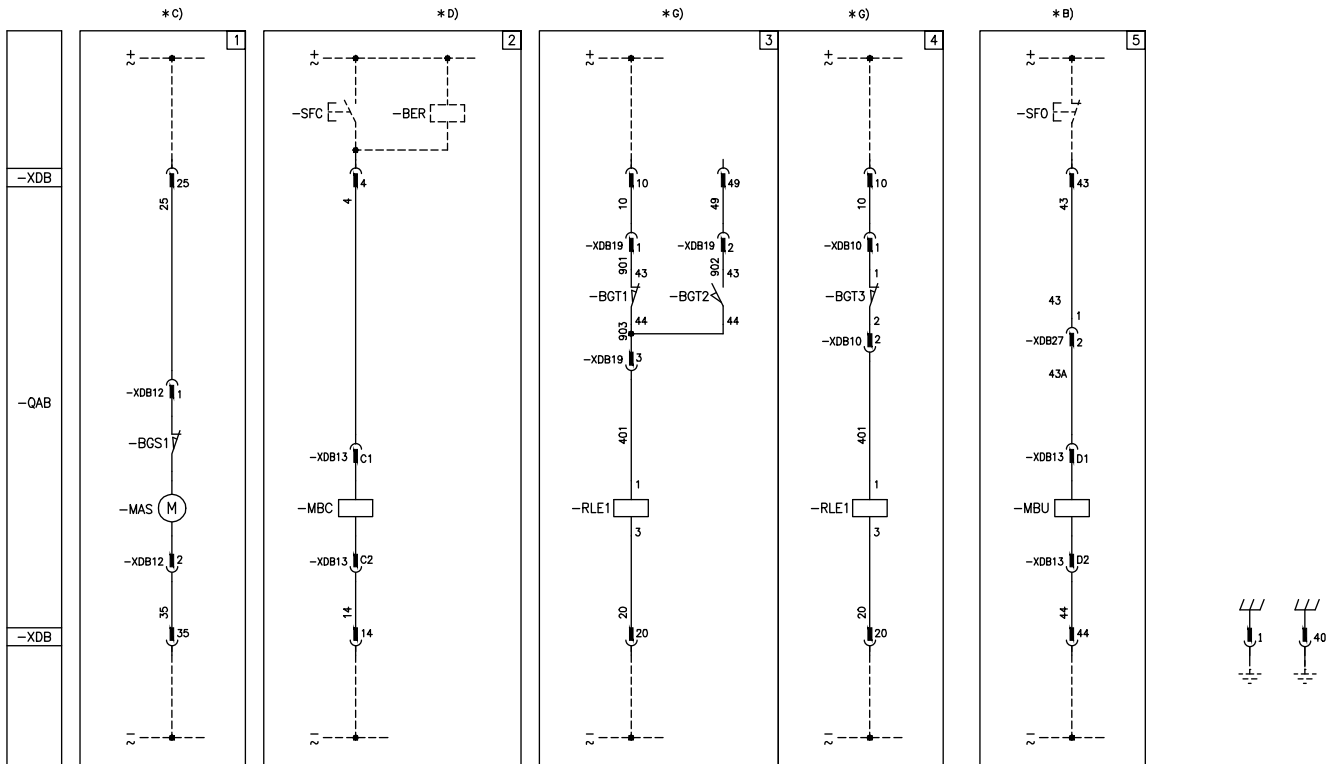 *C)
*D)
*G)
*G)
*B)
1
2
3
4
5
+
~
+
~
+
~
+
~
+
~
-SFC
-BER
-SFO
-XDB
25
4
10
49
10
43
25
4
10
49
10
43
-XDB19
1
-XDB19
2
-XDB10
1
901
43
902
43
1
43
-BGT1
-BGT2
-BGT3
1
903
44
44
2
-XDB10
2
-XDB27
2
-XDB19
3
43A
-XDB12
1
-QAB
401
401
-BGS1
-XDB13
C1
-XDB13
D1
1
1
-MAS
M
-MBC
-RLE1
-RLE1
-MBU
3
3
-XDB12
2
-XDB13
C2
-XDB13
D2
35
14
20
20
44
-XDB
35
14
20
20
44
1
40
-
~
-
~
-
~
-
~
-
~